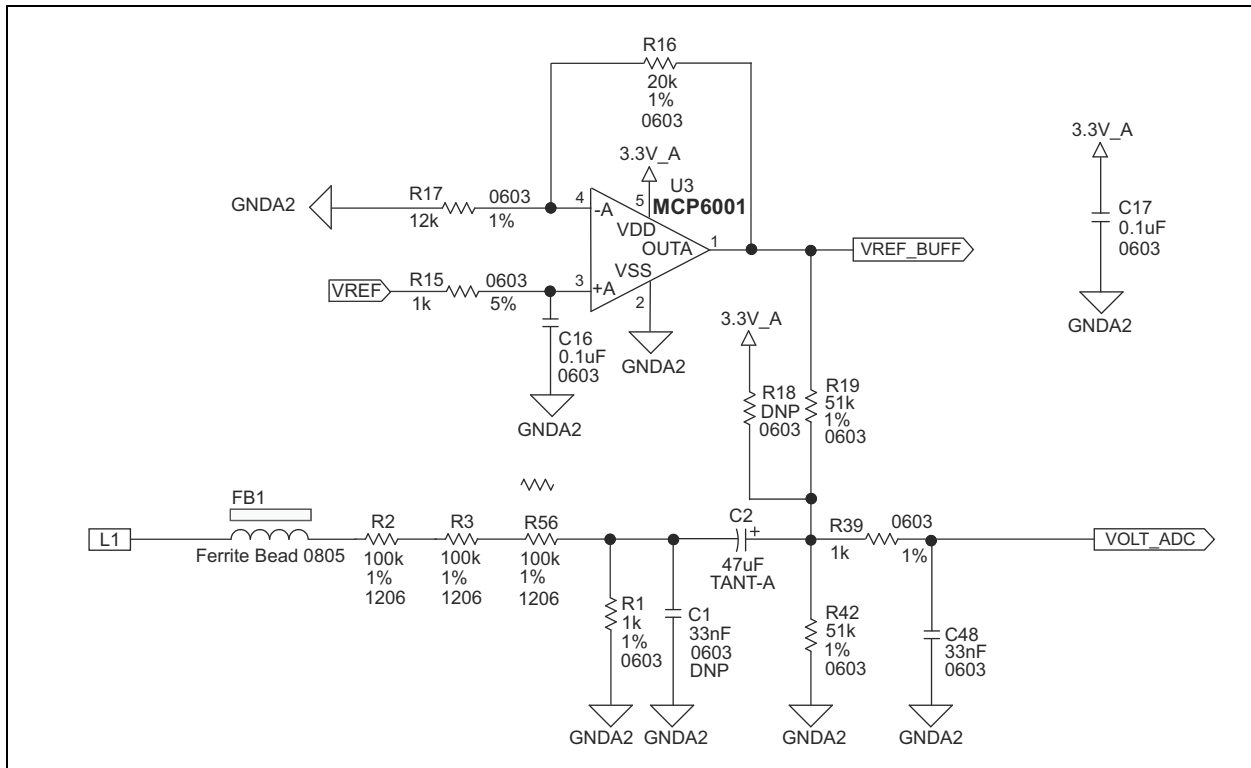 R16
20k
1%
0603
3.3V_A
3.3V_A
U3
MCP6001
GNDA2
R17
12k
0603
1%
4
-A
5
VDD
OUTA
1
VREF_BUFF
C17
0.1uF
0603
VREF
R15
1k
0603
5%
3
+A
VSS
2
GNDA2
C16
0.1uF
0603
GNDA2
GNDA2
3.3V_A
R18
DNP
0603
R19
51k
1%
0603
FB1
L1
Ferrite Bead 0805
R2
100k
1%
1206
R3
100k
1%
1206
R56
100k
1%
1206
C2
+
47uF
TANT-A
R39
1k
0603
1%
VOLT_ADC
R1
1k
1%
0603
C1
33nF
0603
DNP
R42
51k
1%
0603
C48
33nF
0603
GNDA2
GNDA2
GNDA2
GNDA2